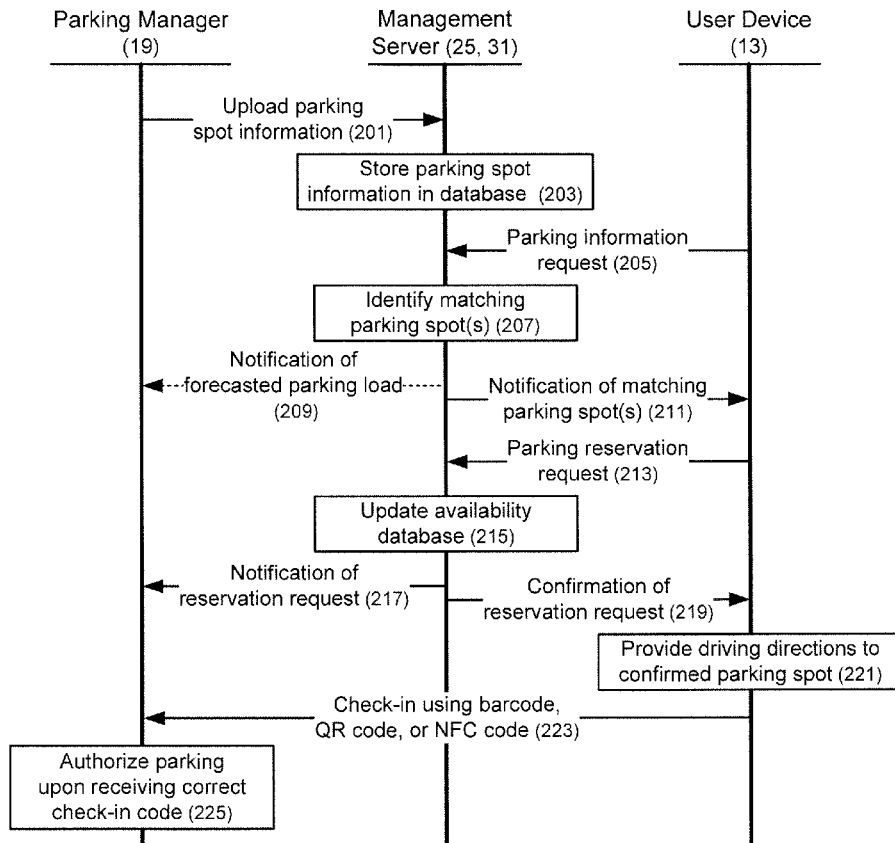 Parking Manager
(19)
Management
Server (25, 31)
User Device
(13)
Upload parking
spot information (201)
Store parking spot
information in database (203)
Parking information
request (205)
Identify matching
parking spot(s) (207)
Notification of
forecasted parking load
(209)
Notification of matching
parking spot(s) (211)
Parking reservation
request (213)
Update availability
database (215)
Notification of
reservation request (217)
Confirmation of
reservation request (219)
Provide driving directions to
confirmed parking spot (221)
Check-in using barcode,
QR code, or NFC code (223)
Authorize parking
upon receiving correct
check-in code (225)